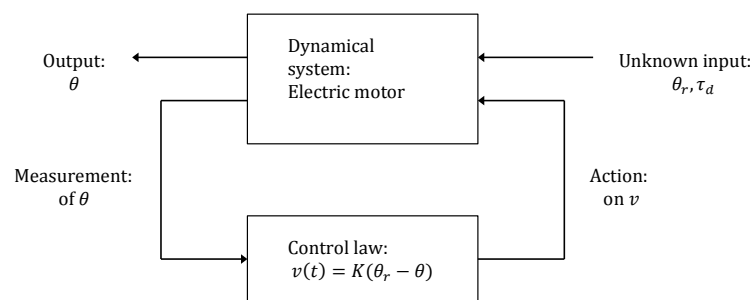 Output:
θ
Dynamical
system:
Electric motor
Unknown input:
θ_r, τ_d
Measurement:
of θ
Control law:
v(t) = K(θ_r − θ)
Action:
on v